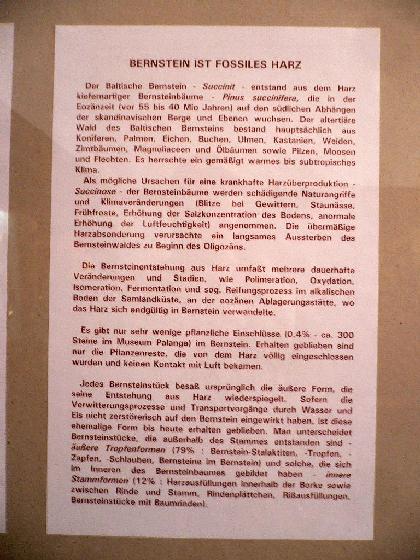 BERNSTEIN IST FOSSILES HARZ
Der Baltische Bernstein - Succinit - entstand aus dem Harz
kiefernartiger Bernsteinbäume - Pinus succinifera, die in der
Eozänzeit (vor 55 bis 40 Mio Jahren) auf den südlichen Abhängen
der skandinavischen Berge und Ebenen wuchsen. Der alttertiäre
Wald des Baltischen Bernsteins bestand hauptsächlich aus
Koniferen, Palmen, Eichen, Buchen, Ulmen, Kastanien, Weiden,
Zimtbäumen, Magnoliaceen und Ölbäumen sowie Pilzen, Moosen
und Flechten. Es herrschte ein gemäßigt warmes bis subtropisches
Klima.
Als mögliche Ursachen für eine krankhafte Harzüberproduktion -
Succinose - der Bernsteinbäume werden schädigende Naturangriffe
und Klimaveränderungen (Blitze bei Gewittern, Staunässe,
Frühfroste, Erhöhung der Salzkonzentration des Bodens, anormale
Erhöhung der Luftfeuchtigkeit) angenommen. Die übermäßige
Harzabsonderung verursachte ein langsames Aussterben des
Bernsteinwaldes zu Beginn des Oligozäns.
Die Bernsteinentstehung aus Harz umfaßt mehrere dauerhafte
Veränderungen und Stadien, wie Polimeration, Oxydation,
Isomeration, Fermentation und sog. Reifungsprozess im alkalischen
Boden der Samlandküste, an der eozänen Ablagerungsstätte, wo
das Harz sich endgültig in Bernstein verwandelte.
Es gibt nur sehr wenige pflanzliche Einschlüsse (0,4% - ca. 300
Steine im Museum Palanga) im Bernstein. Erhalten geblieben sind
nur die Pflanzenreste, die von dem Harz völlig eingeschlossen
wurden und keinen Kontakt mit Luft bekamen.
Jedes Bernsteinstück besaß ursprünglich die äußere Form, die
seine Entstehung aus Harz wiederspiegelt. Sofern die
Verwitterungsprozesse und Transportvorgänge durch Wasser und
Eis nicht zerstörerisch auf den Bernstein eingewirkt haben, ist diese
ehemalige Form bis heute erhalten geblieben. Man unterscheidet
Bernsteinstücke, die außerhalb des Stammes entstanden sind -
äußere Tropfenformen (79% : Bernstein-Stalaktiten, -Tropfen, -
Zapfen, -Schlauben, Bernsteine im Bernstein) und solche, die sich
im Inneren des Bernsteinbaumes gebildet haben - innere
Stammformen (12% : Harzausfüllungen innerhalb der Borke sowie
zwischen Rinde und Stamm, Rindenplättchen, Rißausfüllungen,
Bernsteinstücke mit Baumrinden).